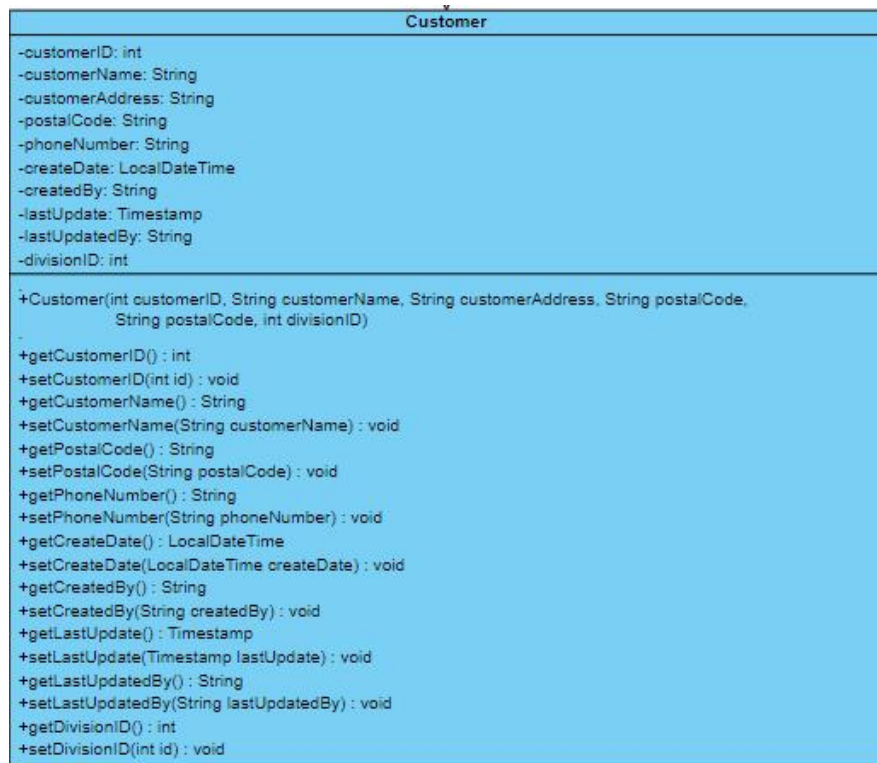 Customer
-customerID: int
-customerName: String
-customerAddress: String
-postalCode: String
-phoneNumber: String
-createDate: LocalDateTime
-createdBy: String
-lastUpdate: Timestamp
-lastUpdatedBy: String
-divisionID: int
+Customer(int customerID, String customerName, String customerAddress, String postalCode,
String postalCode, int divisionID)
+getCustomerID() : int
+setCustomerID(int id) : void
+getCustomerName() : String
+setCustomerName(String customerName) : void
+getPostalCode() : String
+setPostalCode(String postalCode) : void
+getPhoneNumber() : String
+setPhoneNumber(String phoneNumber) : void
+getCreateDate() : LocalDateTime
+setCreateDate(LocalDateTime createDate) : void
+getCreatedBy() : String
+setCreatedBy(String createdBy) : void
+getLastUpdate() : Timestamp
+setLastUpdate(Timestamp lastUpdate) : void
+getLastUpdatedBy() : String
+setLastUpdatedBy(String lastUpdatedBy) : void
+getDivisionID() : int
+setDivisionID(int id) : void